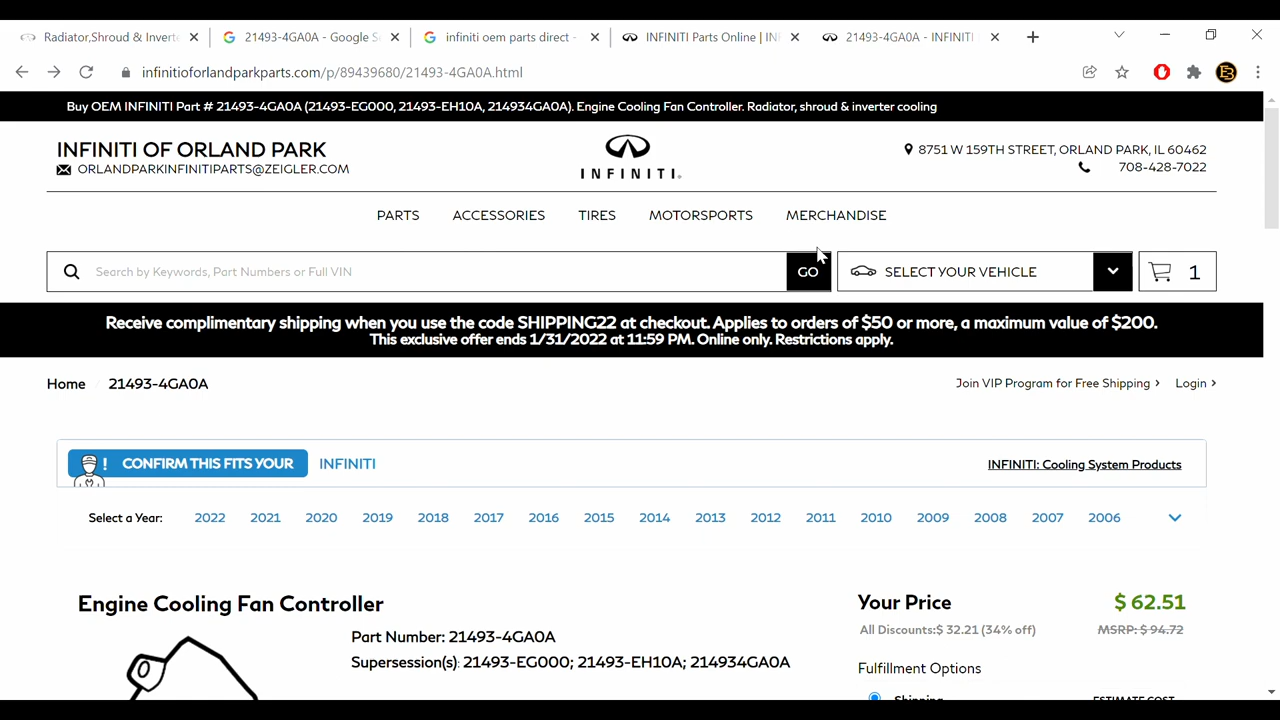 Radiator,Shroud & Inverte
21493-4GA0A - Google Se
infiniti oem parts direct -
INFINITI Parts Online | INF
21493-4GA0A - INFINITI
infinitioforlandparkparts.com/p/89439680/21493-4GA0A.html
Buy OEM INFINITI Part # 21493-4GA0A (21493-EG000, 21493-EH10A, 214934GA0A). Engine Cooling Fan Controller. Radiator, shroud & inverter cooling
INFINITI OF ORLAND PARK
ORLANDPARKINFINITIPARTS@ZEIGLER.COM
INFINITI
8751 W 159TH STREET, ORLAND PARK, IL 60462
708-428-7022
PARTS ACCESSORIES TIRES MOTORSPORTS MERCHANDISE
Search by Keywords, Part Numbers or Full VIN GO SELECT YOUR VEHICLE 1
Receive complimentary shipping when you use the code SHIPPING22 at checkout. Applies to orders of $50 or more, a maximum value of $200.
This exclusive offer ends 1/31/2022 at 11:59 PM. Online only. Restrictions apply.
Home 21493-4GA0A Join VIP Program for Free Shipping Login
! CONFIRM THIS FITS YOUR INFINITI INFINITI: Cooling System Products
Select a Year: 2022 2021 2020 2019 2018 2017 2016 2015 2014 2013 2012 2011 2010 2009 2008 2007 2006
Engine Cooling Fan Controller
Part Number: 21493-4GA0A
Supersession(s): 21493-EG000; 21493-EH10A; 214934GA0A
Your Price $ 62.51
All Discounts:$ 32.21 (34% off) MSRP: $ 94.72
Fulfillment Options
Shipping ESTIMATE COST